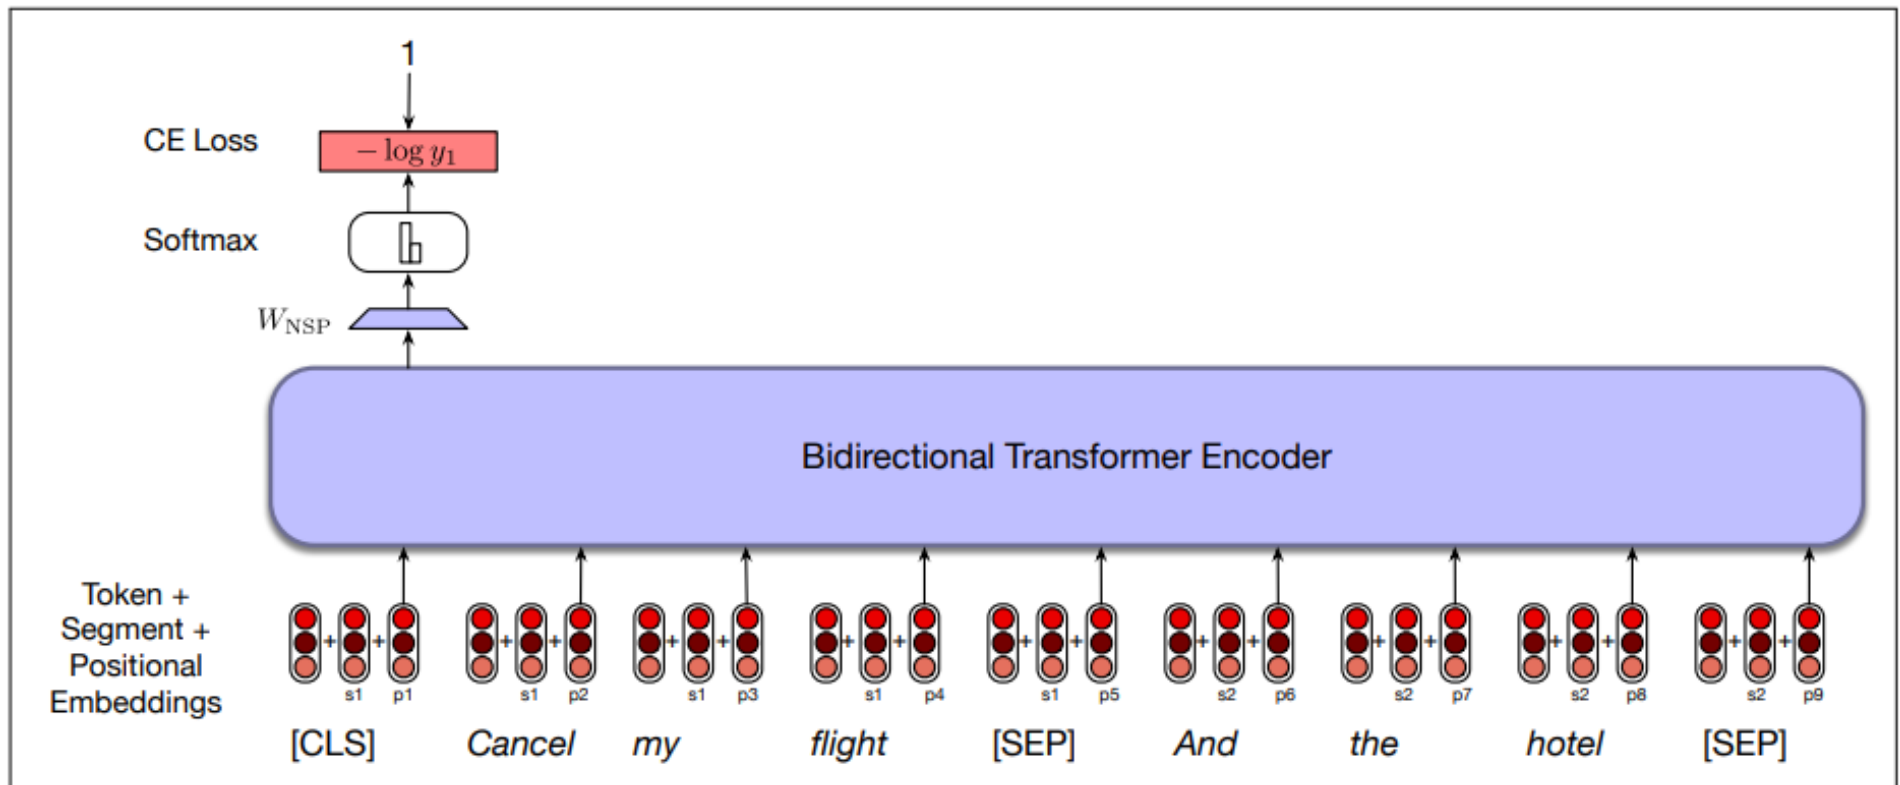 1
CE Loss
− log y₁
Softmax
W_NSP
Bidirectional Transformer Encoder
Token +
Segment +
Positional
Embeddings
+ + + + + + + + + + + + + + + + + +
s1 p1 s1 p2 s1 p3 s1 p4 s1 p5 s2 p6 s2 p7 s2 p8 s2 p9
[CLS] Cancel my flight [SEP] And the hotel [SEP]